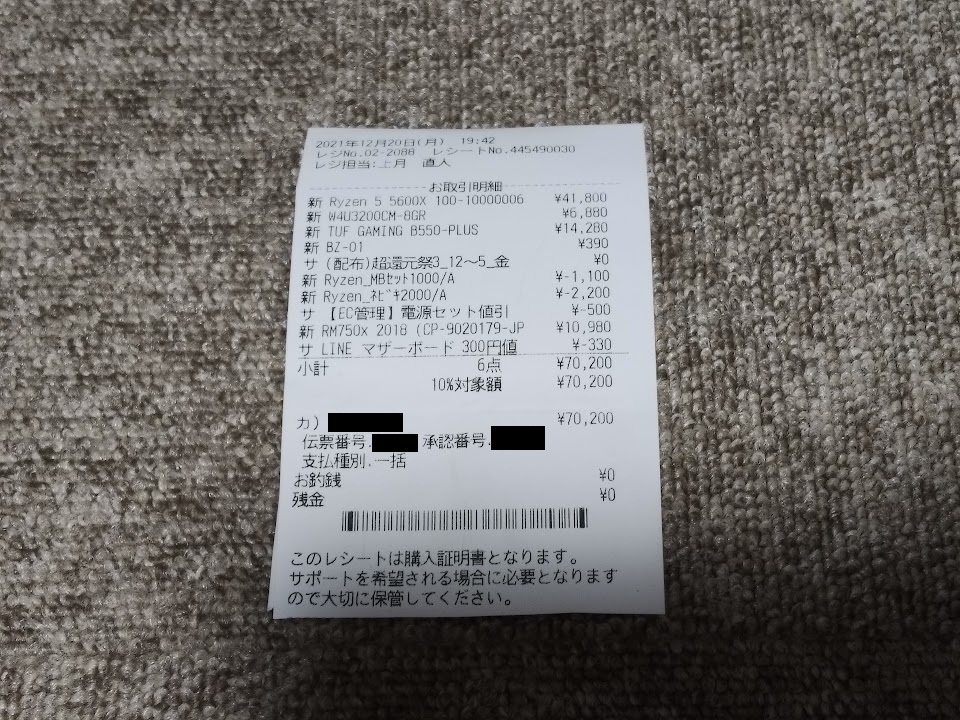 2021年12月20日(月) 19:42
レジNo.02-2088 レシートNo.445490030
レジ担当:上月 直人
お取引明細
新 Ryzen 5 5600X 100-10000006 ¥41,800
新 W4U3200CM-8GR ¥6,880
新 TUF GAMING B550-PLUS ¥14,280
新 BZ-01 ¥390
サ (配布)超還元祭3_12~5_金 ¥0
新 Ryzen_MBセット1000/A ¥-1,100
新 Ryzen_ネビキ2000/A ¥-2,200
サ 【EC管理】電源セット値引 ¥-500
新 RM750x 2018 (CP-9020179-JP ¥10,980
サ LINE マザーボード 300円値 ¥-330
小計 6点 ¥70,200
10%対象額 ¥70,200
カ) ¥70,200
伝票番号. 承認番号.
支払種別.一括
お釣銭 ¥0
残金 ¥0
このレシートは購入証明書となります。
サポートを希望される場合に必要となります
ので大切に保管してください。